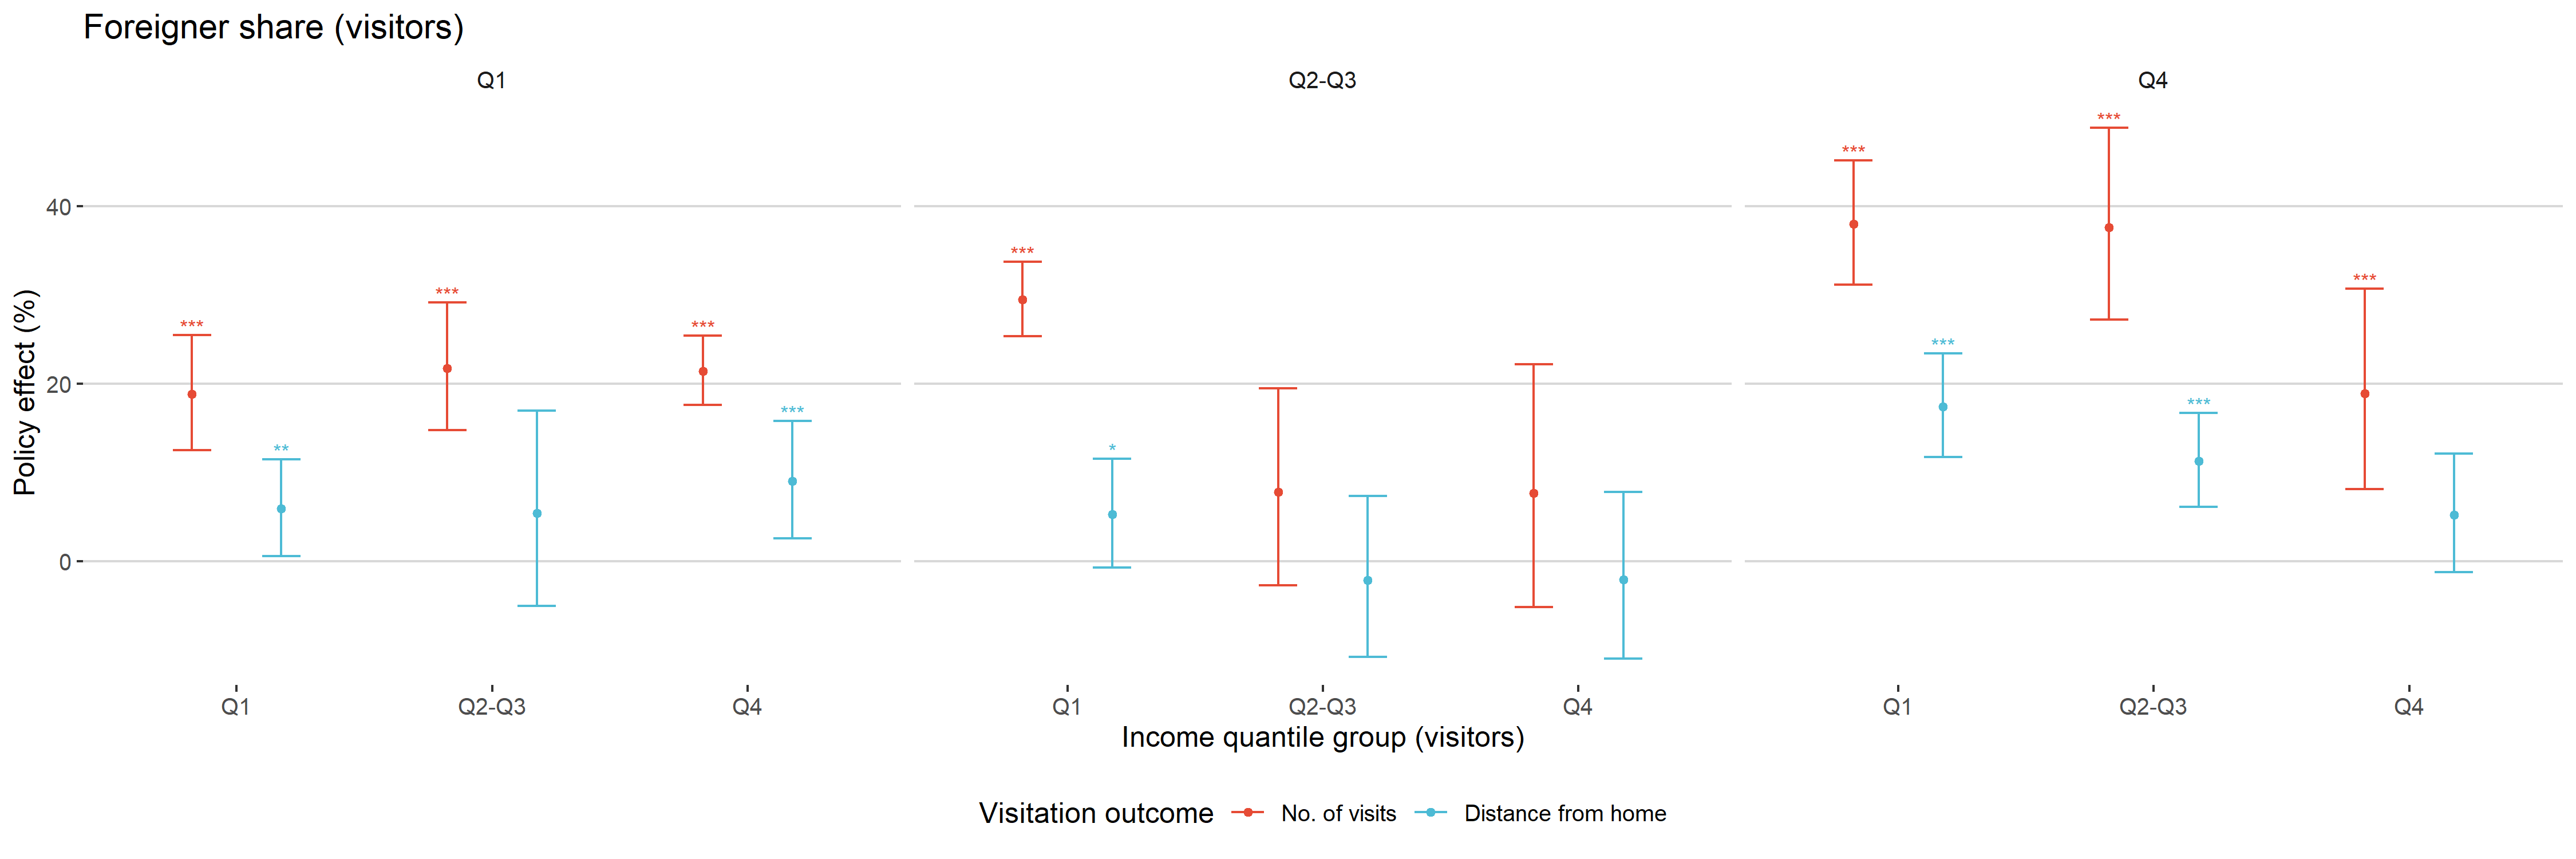 Foreigner share (visitors)
Q1 Q2-Q3 Q4
***
***
*** *** ***
*** *** *** ***
** *** * ***
Policy effect (%)
40
20
0
Q1 Q2-Q3 Q4 Q1 Q2-Q3 Q4 Q1 Q2-Q3 Q4
Income quantile group (visitors)
Visitation outcome No. of visits Distance from home